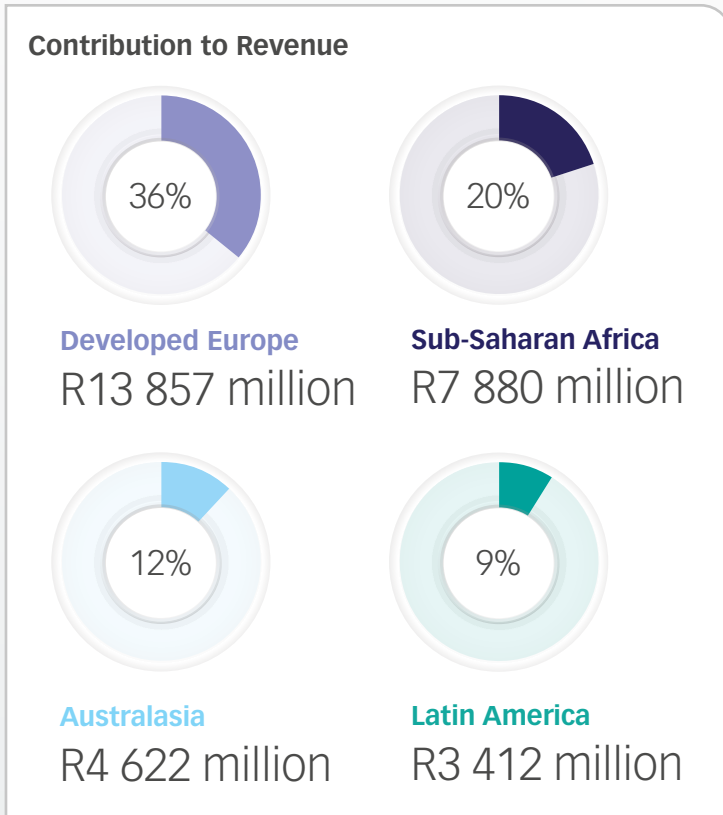 Contribution to Revenue
36%
20%
Developed Europe
R13 857 million
Sub-Saharan Africa
R7 880 million
12%
9%
Australasia
R4 622 million
Latin America
R3 412 million